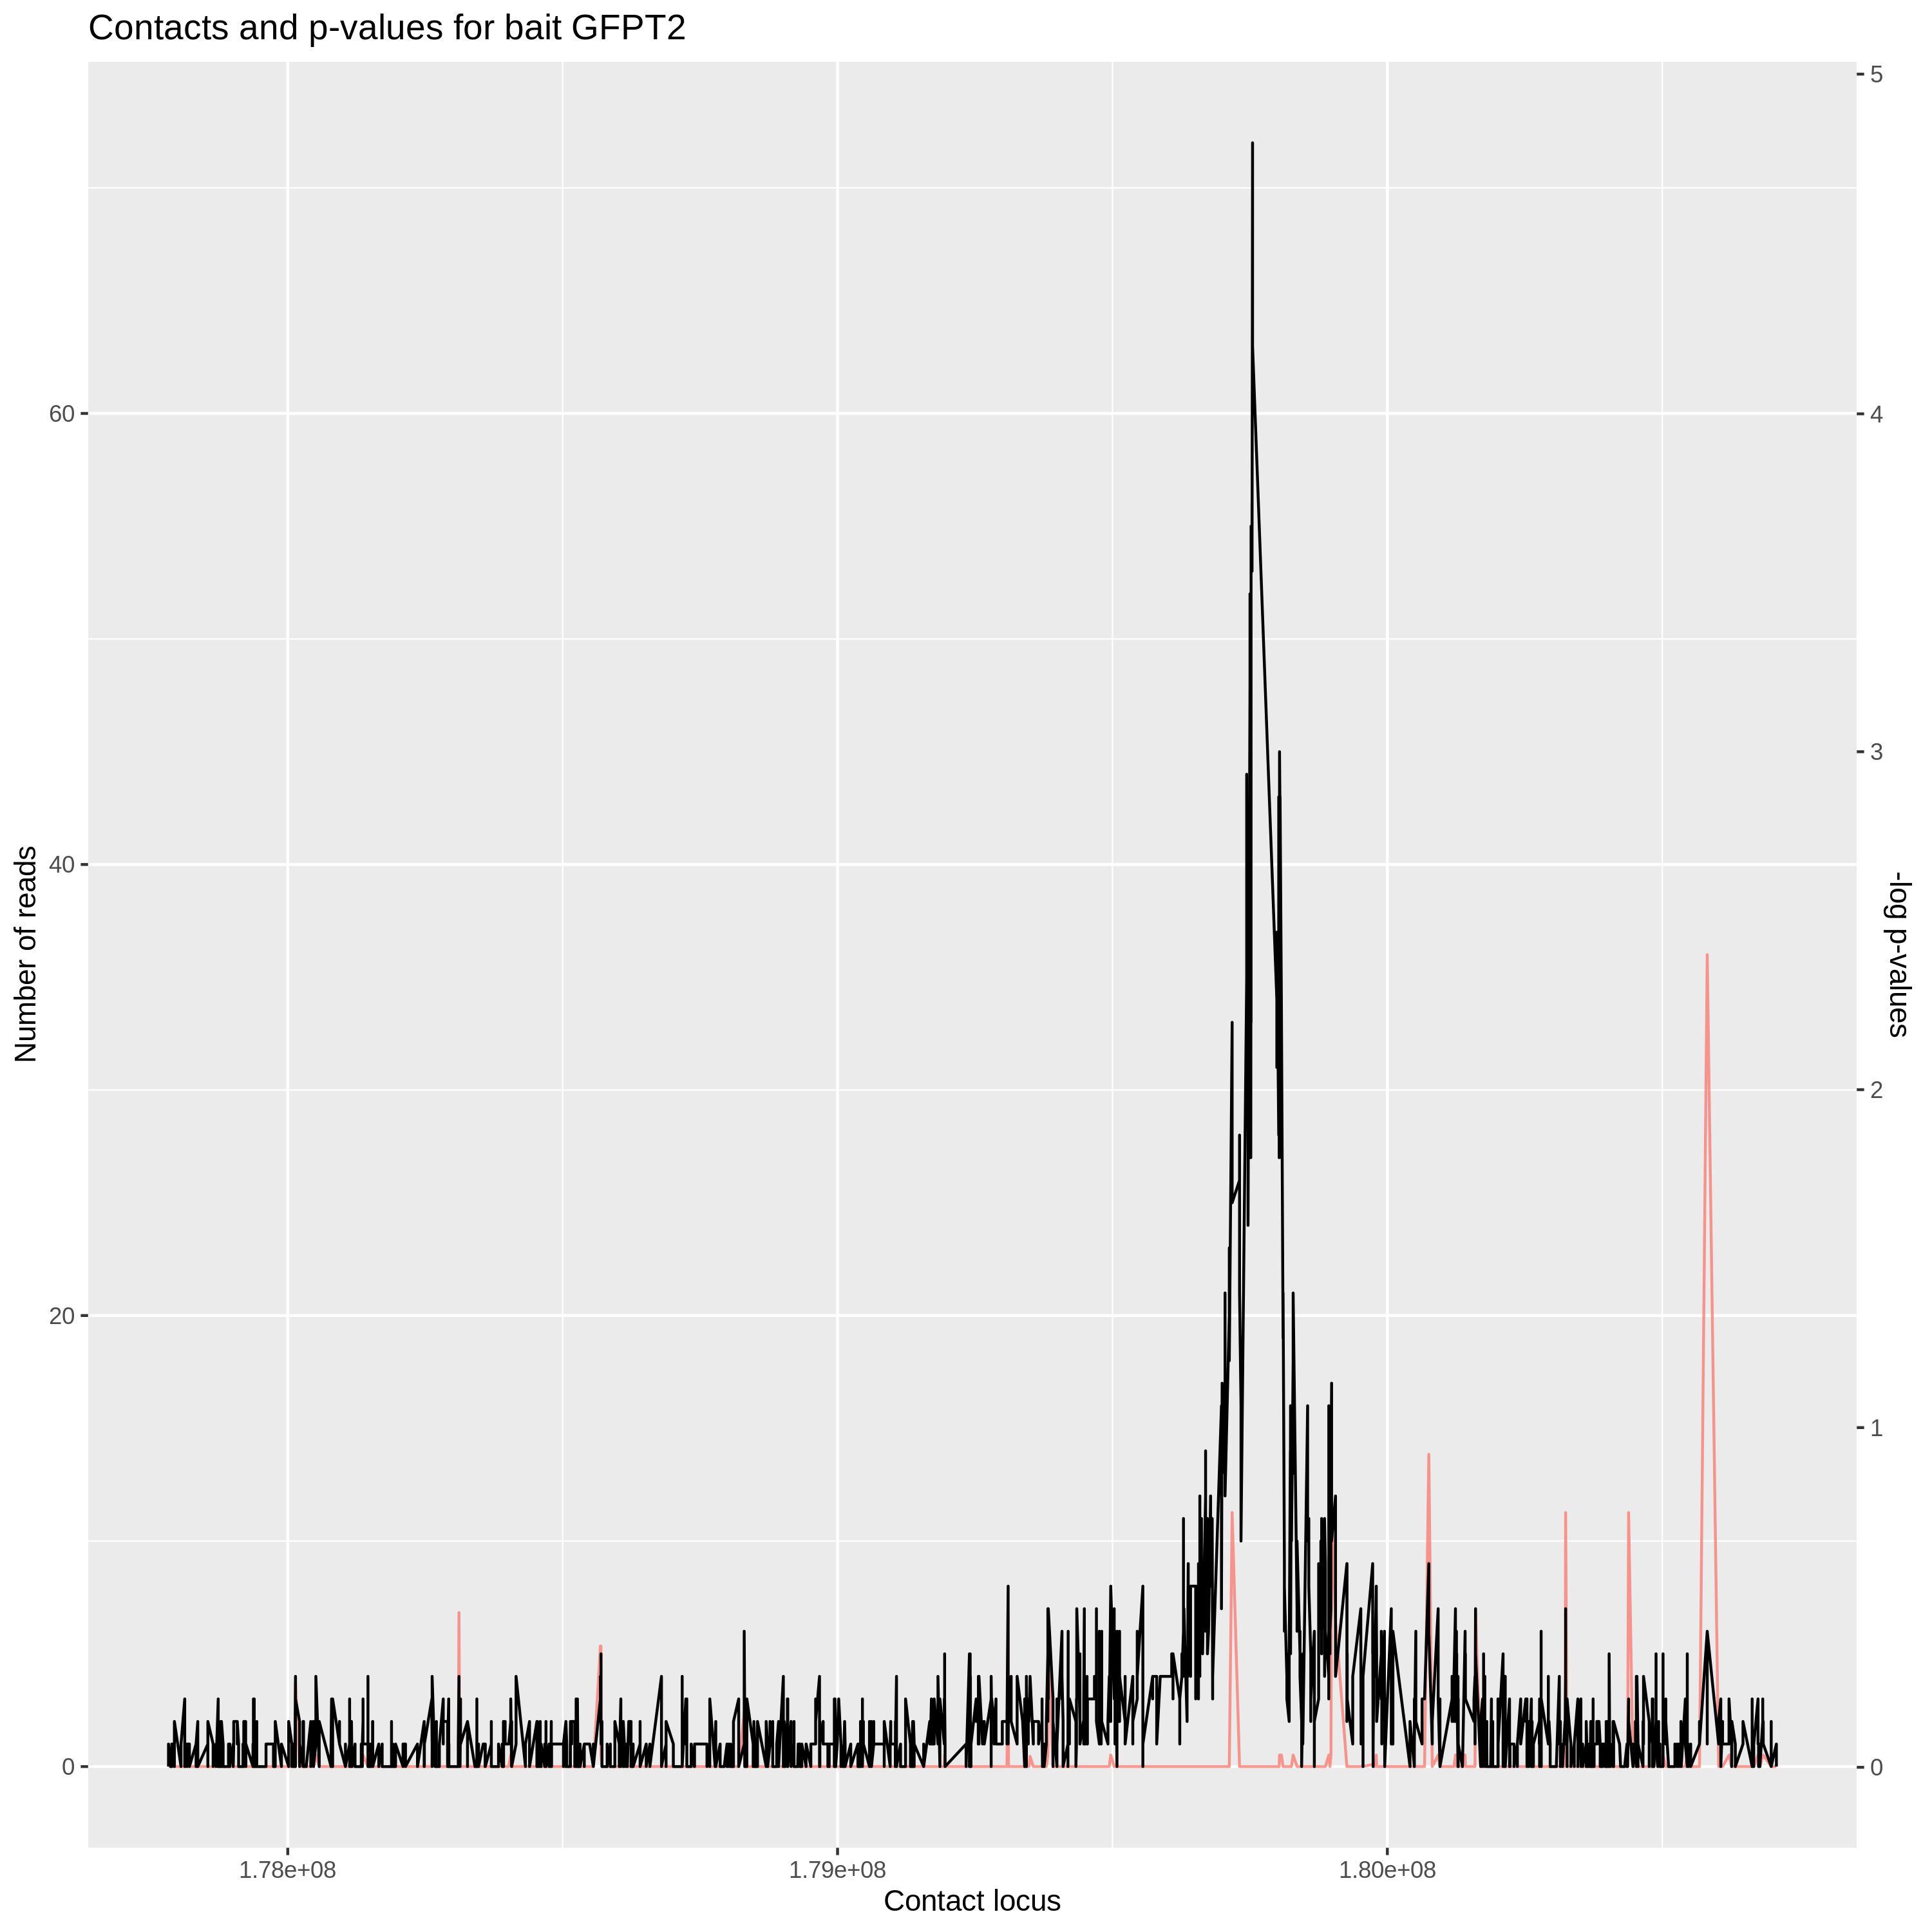 Contacts and p-values for bait GFPT2
Number of reads
60
40
20
0
5
4
3
2
1
0
-log p-values
1.78e+08
1.79e+08
1.80e+08
Contact locus